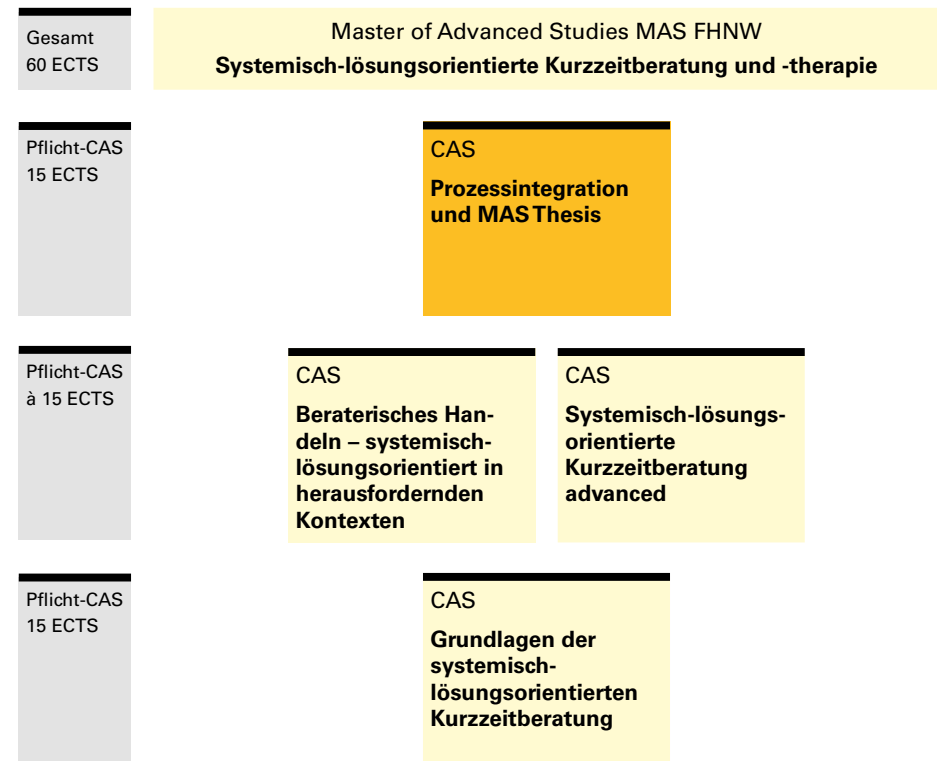 Gesamt
60 ECTS
Master of Advanced Studies MAS FHNW
Systemisch-lösungsorientierte Kurzzeitberatung und -therapie
Pflicht-CAS
15 ECTS
CAS
Prozessintegration
und MAS Thesis
Pflicht-CAS
à 15 ECTS
CAS
Beraterisches Han-
deln – systemisch-
lösungsorientiert in
herausfordernden
Kontexten
CAS
Systemisch-lösungs-
orientierte
Kurzzeitberatung
advanced
Pflicht-CAS
15 ECTS
CAS
Grundlagen der
systemisch-
lösungsorientierten
Kurzzeitberatung